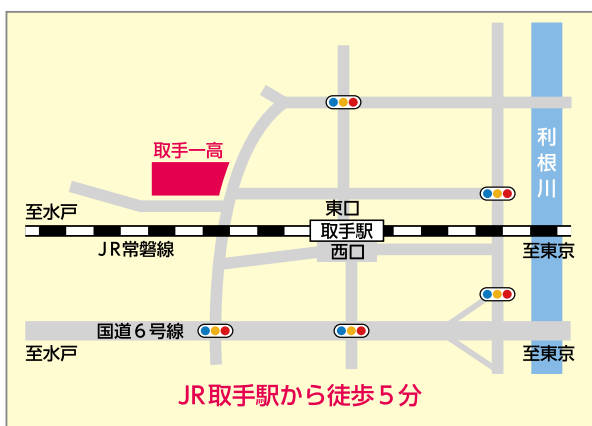 取手一高
利根川
東口
至水戸
取手駅
JR常磐線
西口
至東京
国道6号線
至水戸
至東京
JR取手駅から徒歩5分